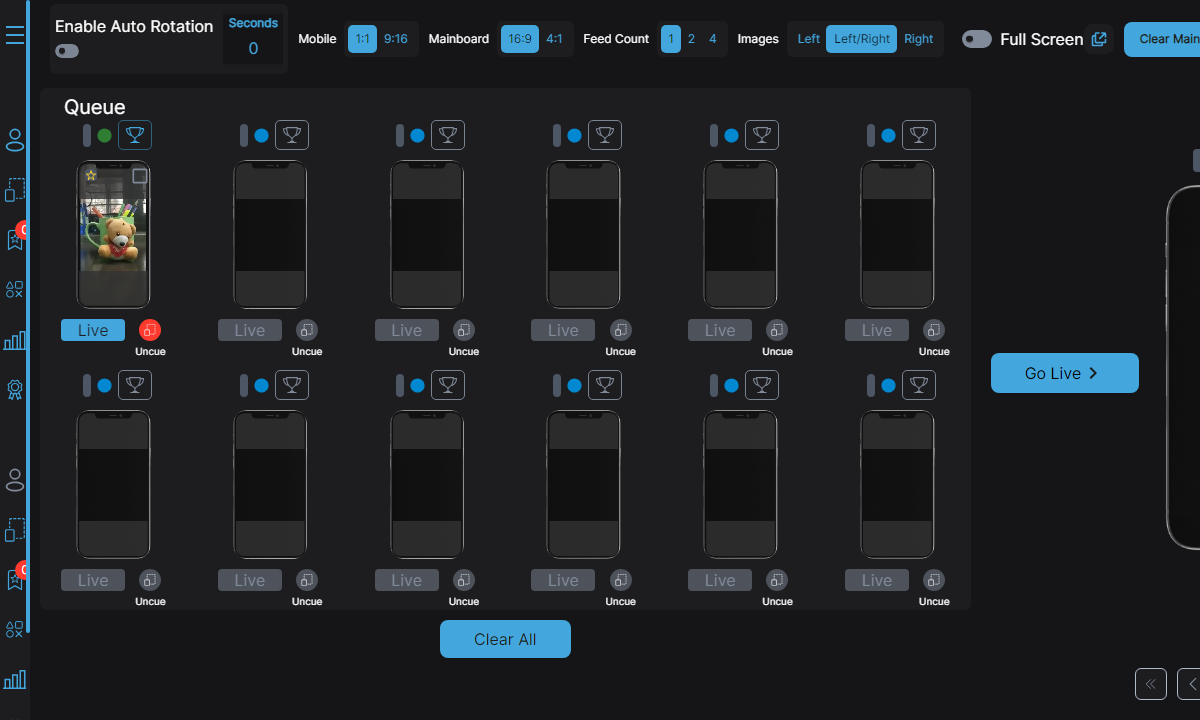 Enable Auto Rotation
Seconds
0
Mobile 1:1 9:16 Mainboard 16:9 4:1 Feed Count 1 2 4 Images Left Left/Right Right Full Screen Clear Main
Queue
Live Live Live Live Live Live
Uncue Uncue Uncue Uncue Uncue Uncue
Go Live
Live Live Live Live Live Live
Uncue Uncue Uncue Uncue Uncue Uncue
Clear All